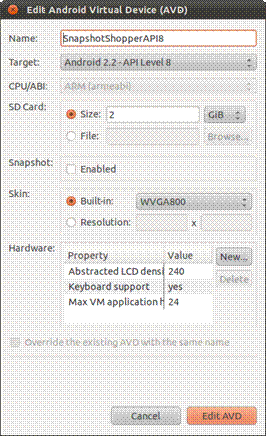 Edit Android Virtual Device (AVD)
Name: SnapshotShopperAPI8
Target: Android 2.2 - API Level 8
CPU/ABI: ARM (armeabi)
SD Card:
Size: 2 GiB
File: Browse...
Snapshot: Enabled
Skin:
Built-in: WVGA800
Resolution: x
Hardware:
Property Value New...
Abstracted LCD densi 240 Delete
Keyboard support yes
Max VM application h 24
Override the existing AVD with the same name
Cancel Edit AVD